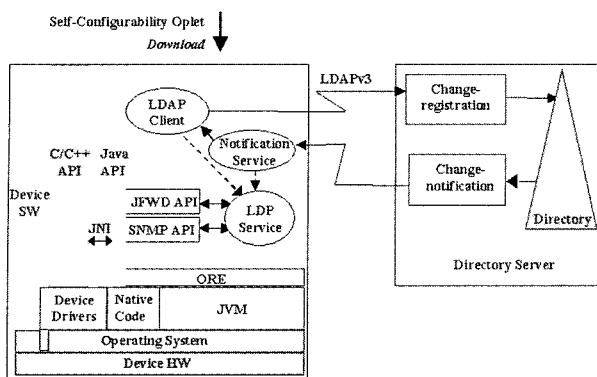 Self-Configurability Oplet
Download
LDAPv3
LDAP
Client
Change-
registration
C/C++
API
Java
API
Notification
Service
Change-
notification
Device
SW
JFWD API
LDP
Service
JNI
SNMP API
Directory
ORE
Directory Server
Device
Drivers
Native
Code
JVM
Operating System
Device HW